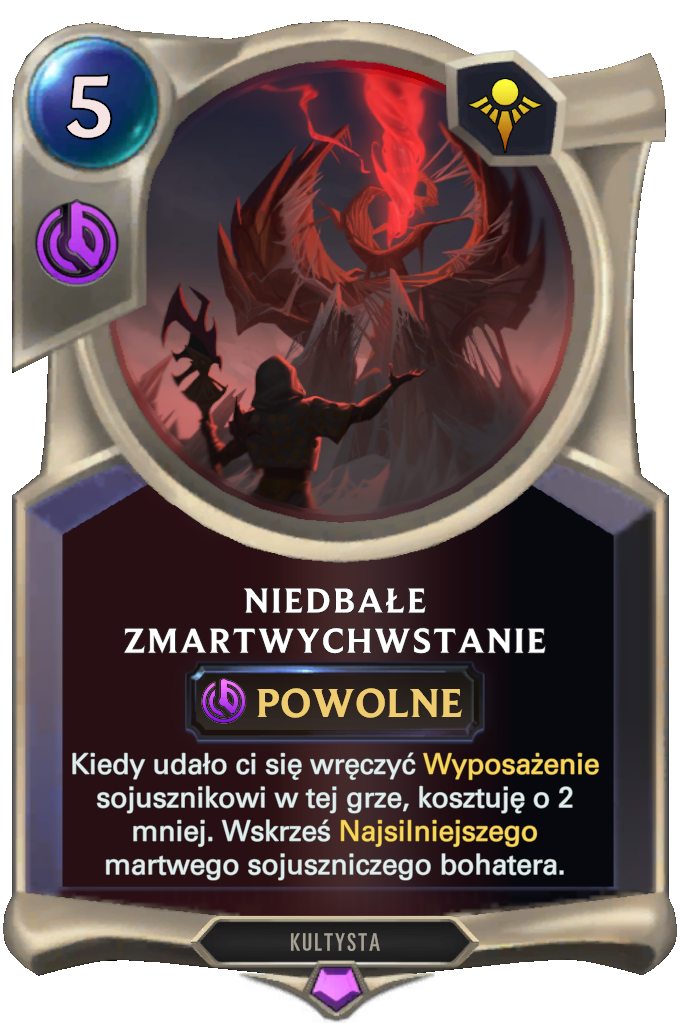 5
NIEDBAŁE
ZMARTWYCHWSTANIE
POWOLNE
Kiedy udało ci się wręczyć Wyposażenie
sojusznikowi w tej grze, kosztuję o 2
mniej. Wskrześ Najsilniejszego
martwego sojuszniczego bohatera.
KULTYSTA